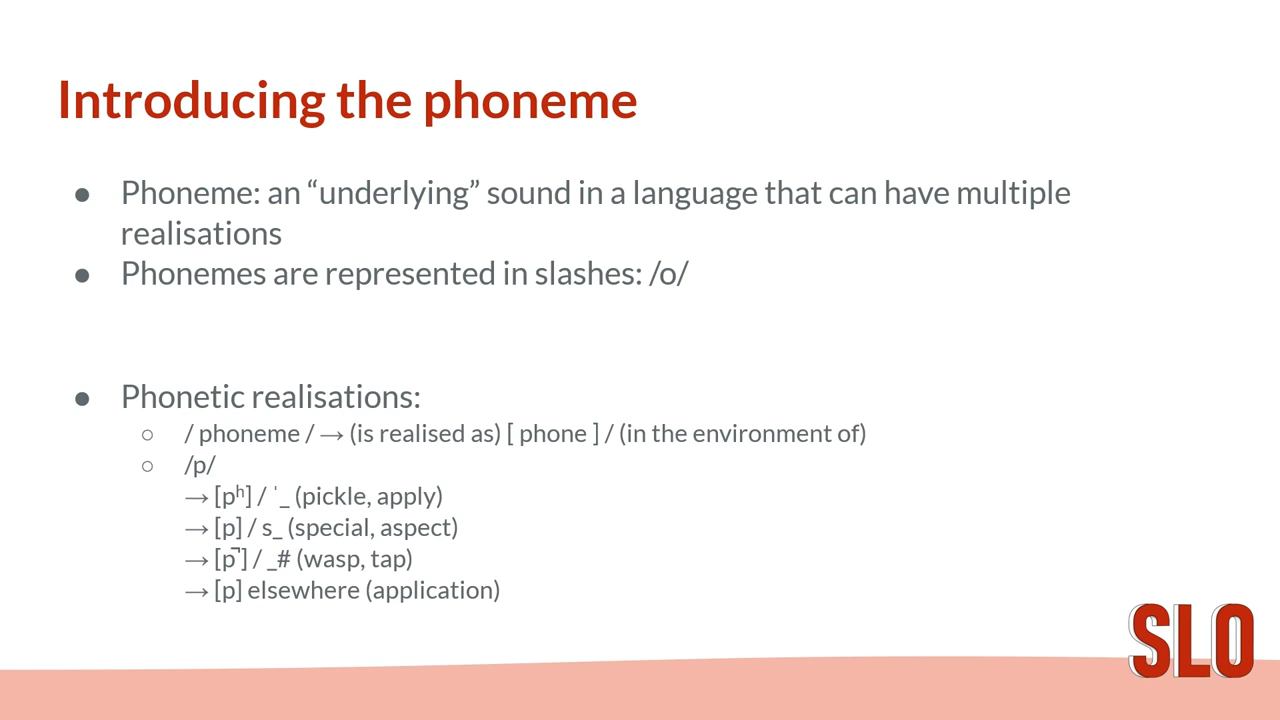 Introducing the phoneme
● Phoneme: an “underlying” sound in a language that can have multiple
realisations
● Phonemes are represented in slashes: /o/
● Phonetic realisations:
○ / phoneme / → (is realised as) [ phone ] / (in the environment of)
○ /p/
→ [pʰ] / ˈ_ (pickle, apply)
→ [p] / s_ (special, aspect)
→ [p̚] / _# (wasp, tap)
→ [p] elsewhere (application)
SLO